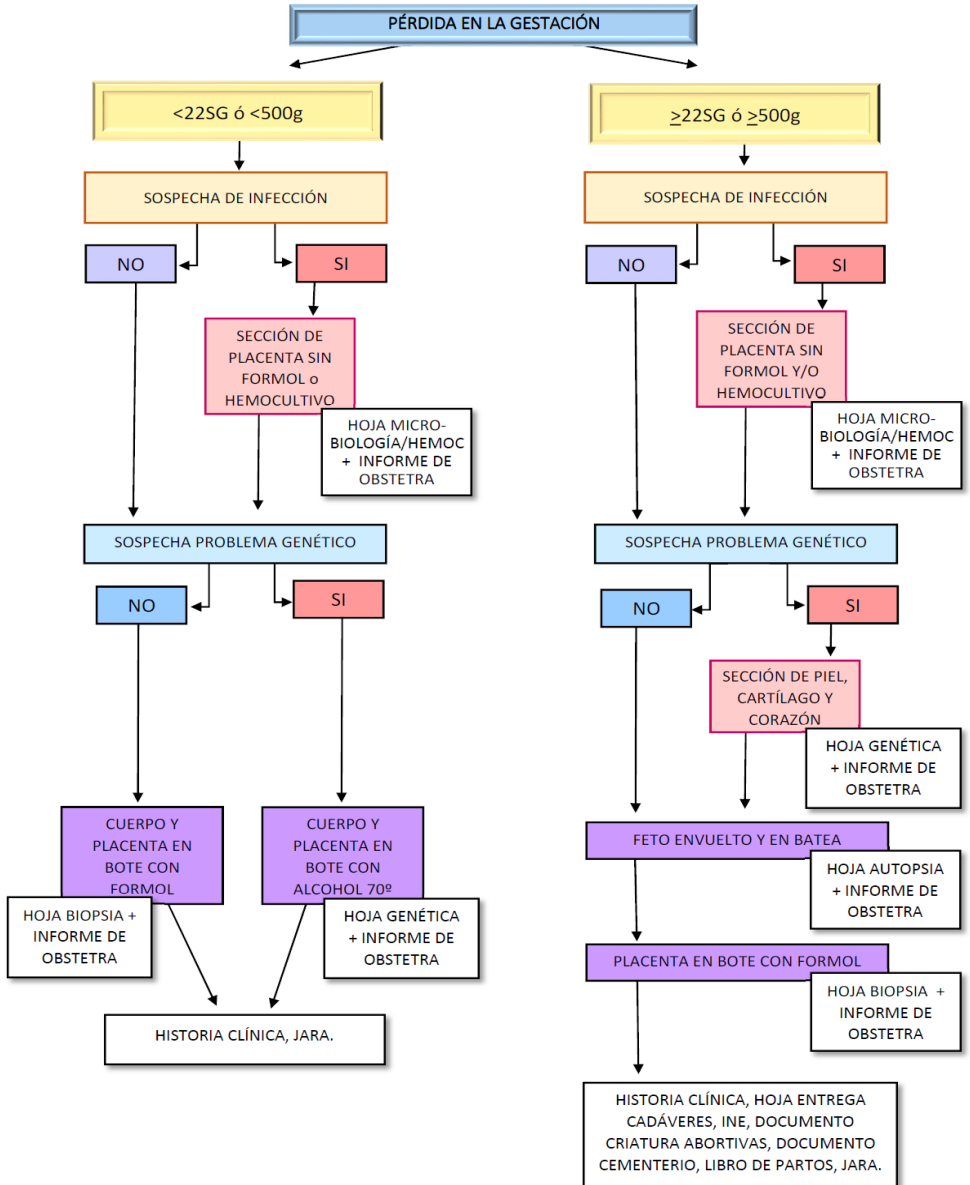 PÉRDIDA EN LA GESTACIÓN
<22SG ó <500g
SOSPECHA DE INFECCIÓN
NO
SI
SECCIÓN DE
PLACENTA SIN
FORMOL o
HEMOCULTIVO
HOJA MICRO-
BIOLOGÍA/HEMOC
+ INFORME DE
OBSTETRA
SOSPECHA PROBLEMA GENÉTICO
NO
SI
CUERPO Y
PLACENTA EN
BOTE CON
FORMOL
HOJA BIOPSIA +
INFORME DE
OBSTETRA
CUERPO Y
PLACENTA EN
BOTE CON
ALCOHOL 70º
HOJA GENÉTICA
+ INFORME DE
OBSTETRA
HISTORIA CLÍNICA, JARA.
≥22SG ó ≥500g
SOSPECHA DE INFECCIÓN
NO
SI
SECCIÓN DE
PLACENTA SIN
FORMOL Y/O
HEMOCULTIVO
HOJA MICRO-
BIOLOGÍA/HEMOC
+ INFORME DE
OBSTETRA
SOSPECHA PROBLEMA GENÉTICO
NO
SI
SECCIÓN DE PIEL,
CARTÍLAGO Y
CORAZÓN
HOJA GENÉTICA
+ INFORME DE
OBSTETRA
FETO ENVUELTO Y EN BATEA
HOJA AUTOPSIA
+ INFORME DE
OBSTETRA
PLACENTA EN BOTE CON FORMOL
HOJA BIOPSIA +
INFORME DE
OBSTETRA
HISTORIA CLÍNICA, HOJA ENTREGA
CADÁVERES, INE, DOCUMENTO
CRIATURA ABORTIVAS, DOCUMENTO
CEMENTERIO, LIBRO DE PARTOS, JARA.